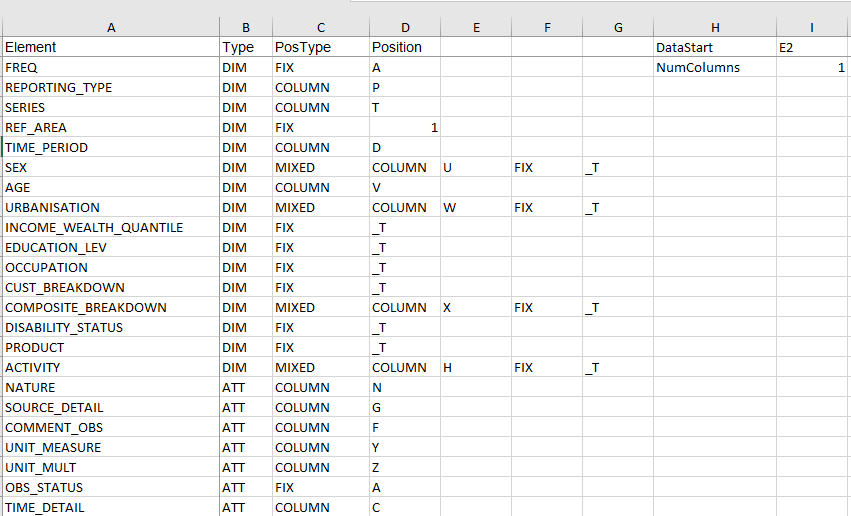 A B C D E F G H I
Element Type PosType Position DataStart E2
FREQ DIM FIX A NumColumns 1
REPORTING_TYPE DIM COLUMN P
SERIES DIM COLUMN T
REF_AREA DIM FIX 1
TIME_PERIOD DIM COLUMN D
SEX DIM MIXED COLUMN U FIX _T
AGE DIM COLUMN V
URBANISATION DIM MIXED COLUMN W FIX _T
INCOME_WEALTH_QUANTILE DIM FIX _T
EDUCATION_LEV DIM FIX _T
OCCUPATION DIM FIX _T
CUST_BREAKDOWN DIM FIX _T
COMPOSITE_BREAKDOWN DIM MIXED COLUMN X FIX _T
DISABILITY_STATUS DIM FIX _T
PRODUCT DIM FIX _T
ACTIVITY DIM MIXED COLUMN H FIX _T
NATURE ATT COLUMN N
SOURCE_DETAIL ATT COLUMN G
COMMENT_OBS ATT COLUMN F
UNIT_MEASURE ATT COLUMN Y
UNIT_MULT ATT COLUMN Z
OBS_STATUS ATT FIX A
TIME_DETAIL ATT COLUMN C